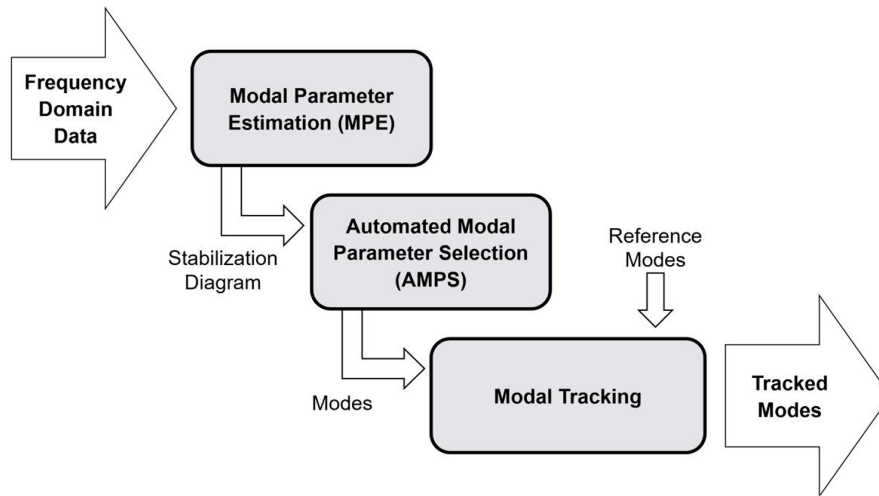 Frequency
Domain
Data
Modal Parameter
Estimation (MPE)
Stabilization
Diagram
Automated Modal
Parameter Selection
(AMPS)
Reference
Modes
Modes
Modal Tracking
Tracked
Modes